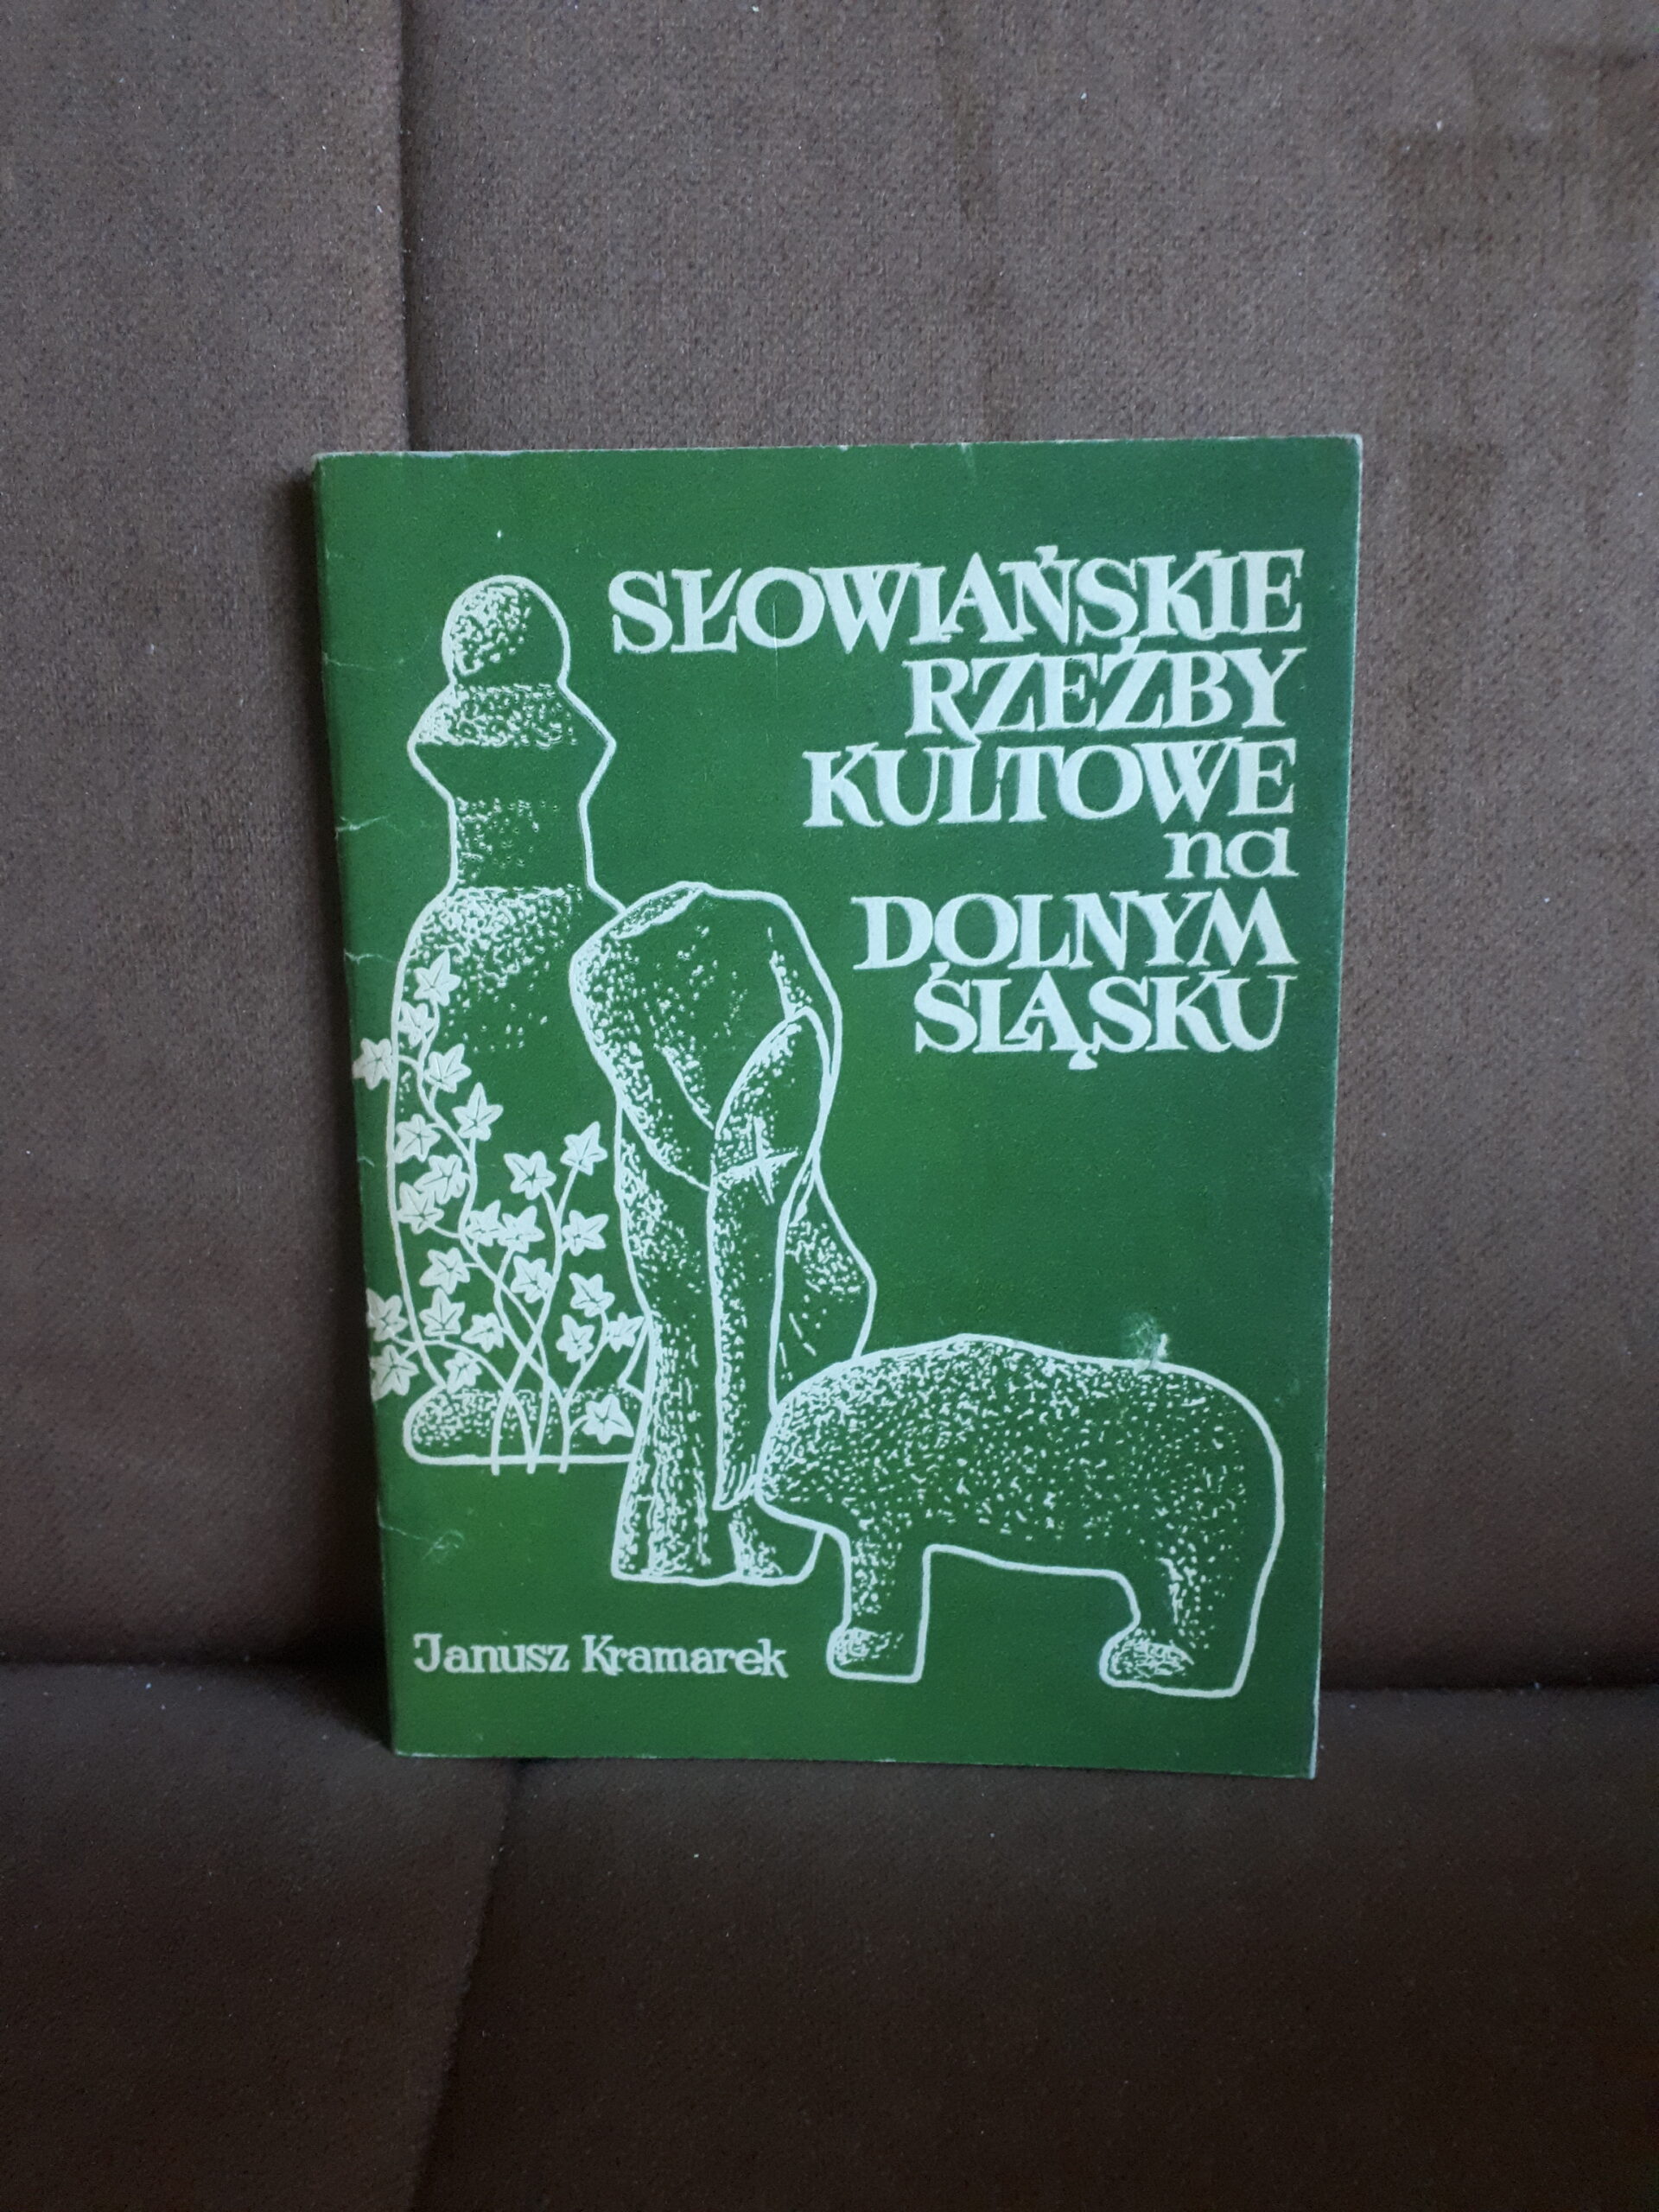 SŁOWIAŃSKIE
RZEŹBY
KULTOWE
na
DOLNYM
ŚLĄSKU
Janusz Kramarek